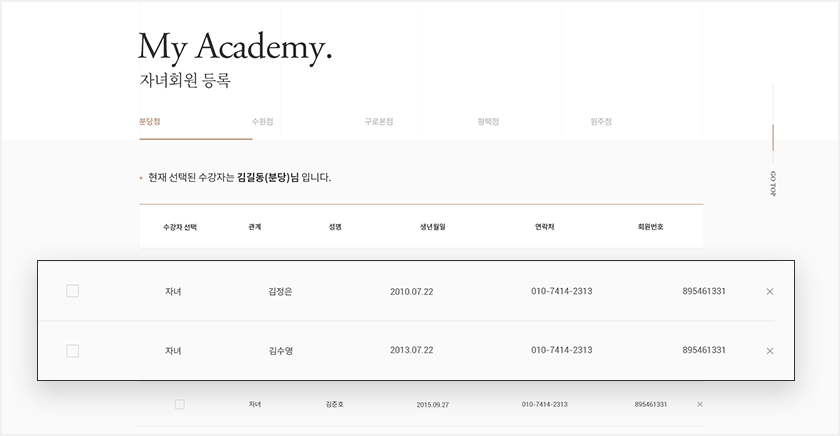 My Academy.
자녀회원 등록
분당점 수원점 구로본점 평택점 원주점
현재 선택된 수강자는 김길동(분당)님 입니다.
GO TOP
수강자 선택 관계 성명 생년월일 연락처 회원번호
자녀 김정은 2010.07.22 010-7414-2313 895461331 ×
자녀 김수영 2013.07.22 010-7414-2313 895461331 ×
자녀 김준호 2015.09.27 010-7414-2313 895461331 ×